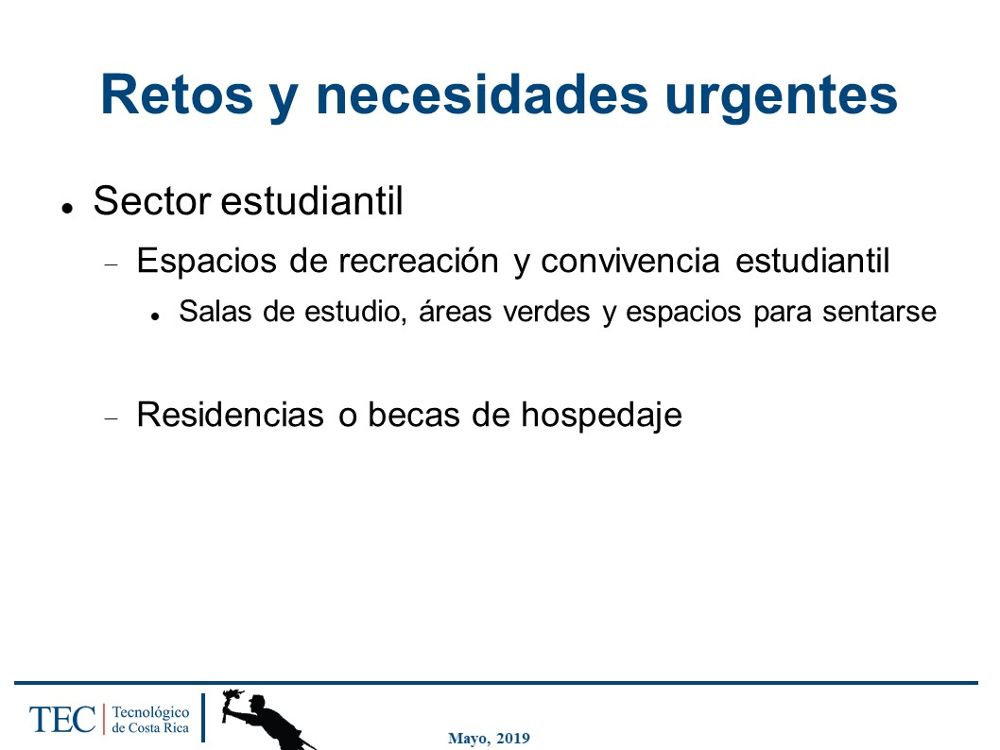 Retos y necesidades urgentes
Sector estudiantil
Espacios de recreación y convivencia estudiantil
Salas de estudio, áreas verdes y espacios para sentarse
Residencias o becas de hospedaje
TEC
Tecnológico
de Costa Rica
Mayo, 2019